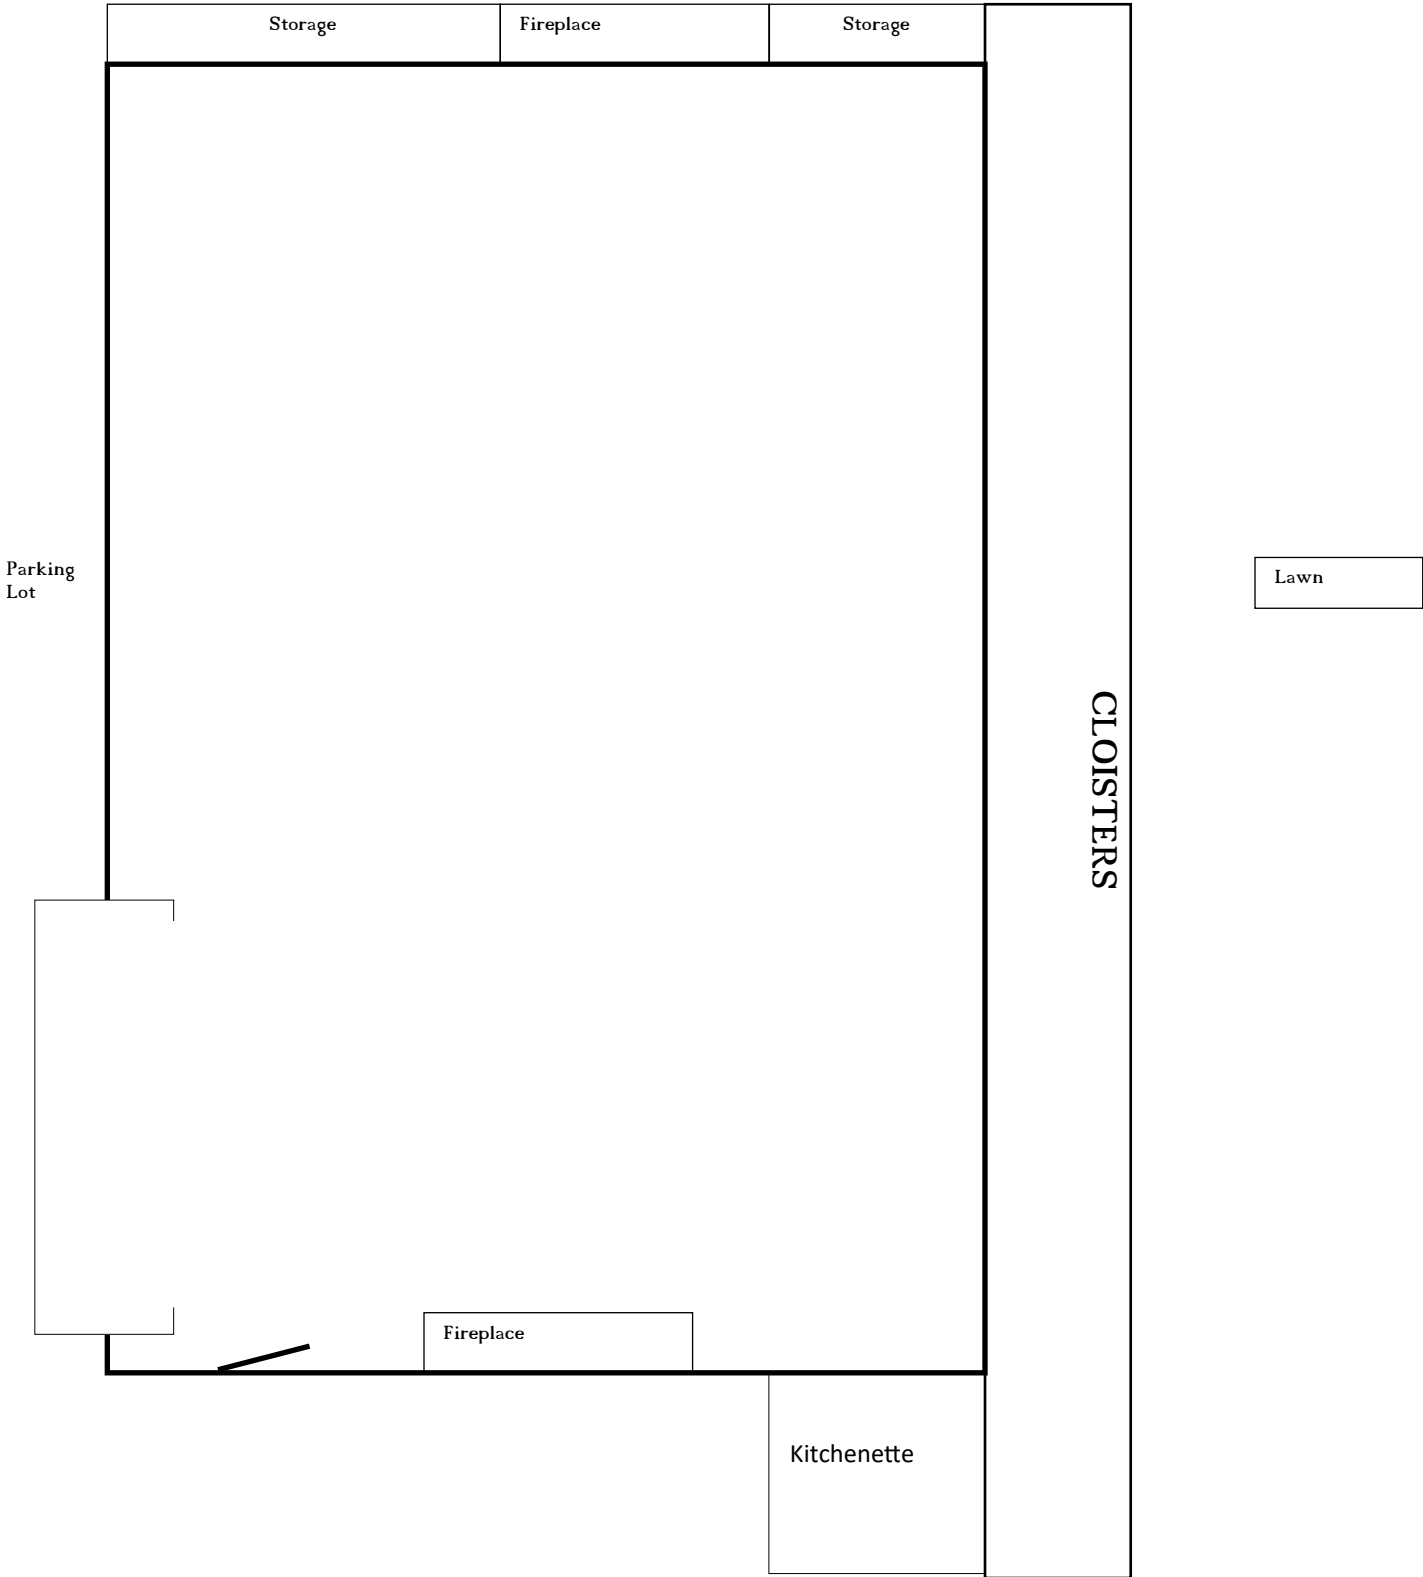 Storage
Fireplace
Storage
Parking
Lot
Lawn
CLOISTERS
Fireplace
Kitchenette